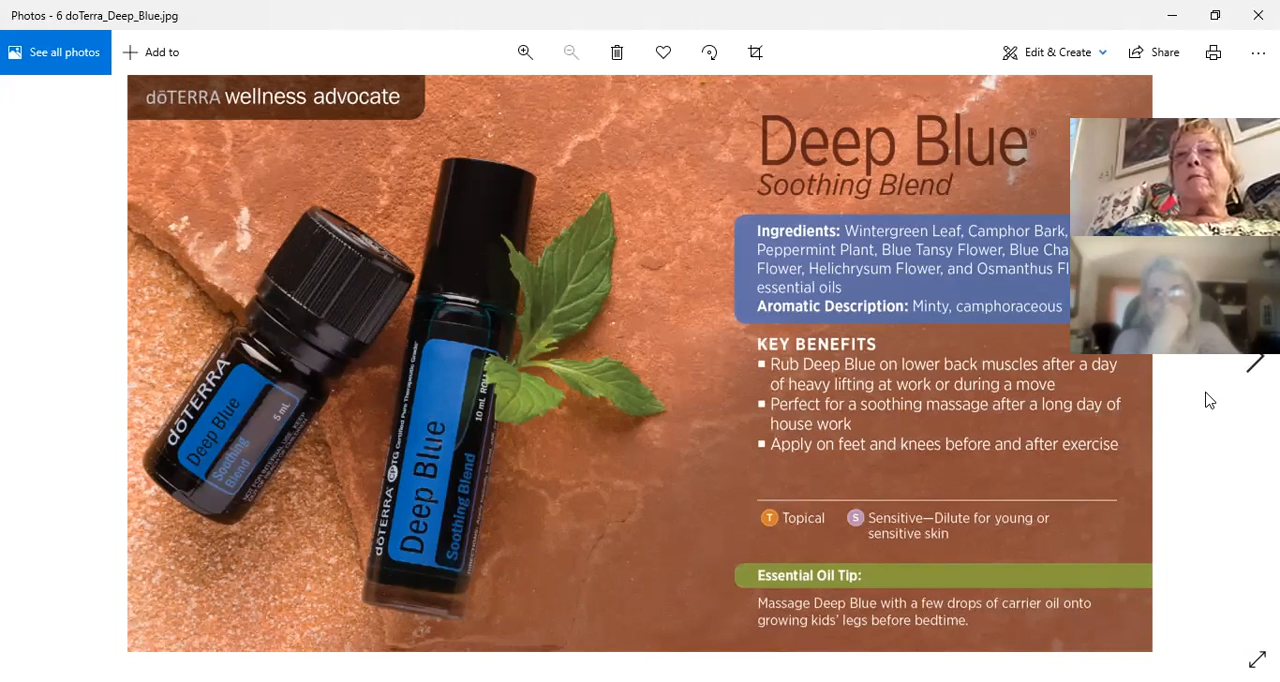 Photos - 6 doTerra_Deep_Blue.jpg
See all photos
Add to
Edit & Create
Share
dōTERRA wellness advocate
Deep Blue®
Soothing Blend
Ingredients: Wintergreen Leaf, Camphor Bark,
Peppermint Plant, Blue Tansy Flower, Blue Cha
Flower, Helichrysum Flower, and Osmanthus Fl
essential oils
Aromatic Description: Minty, camphoraceous
KEY BENEFITS
▪ Rub Deep Blue on lower back muscles after a day
of heavy lifting at work or during a move
▪ Perfect for a soothing massage after a long day of
house work
▪ Apply on feet and knees before and after exercise
T Topical
S Sensitive—Dilute for young or
sensitive skin
Essential Oil Tip:
Massage Deep Blue with a few drops of carrier oil onto
growing kids' legs before bedtime.
dōTERRA®
Deep Blue
Soothing
Blend
5 mL
dōTERRA CPTG Certified Pure Therapeutic Grade
Deep Blue
Soothing Blend
10 mL ROLL